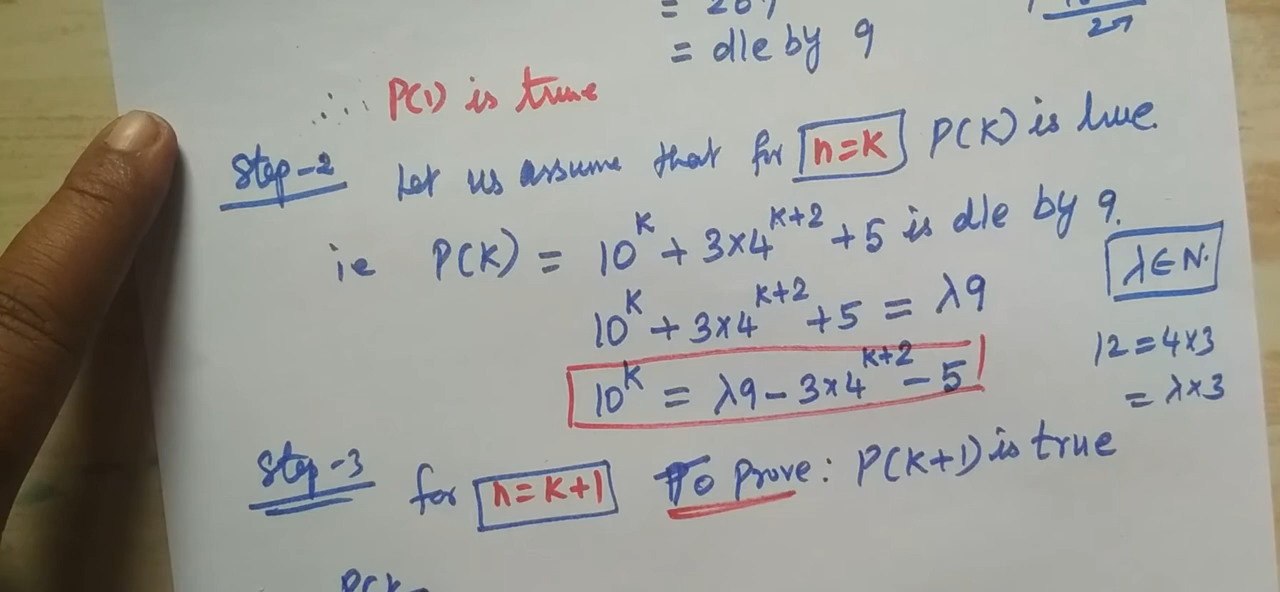 = 207
27
= dle by 9
∴ P(1) is true
Step-2 Let us assume that for n=K P(K) is true.
ie P(K) = 10^K + 3×4^(K+2) + 5 is dle by 9.
λ∈N.
10^K + 3×4^(K+2) + 5 = λ9
12=4×3
10^K = λ9 - 3×4^(K+2) - 5
= λ×3
Step-3 for n=K+1 To Prove: P(K+1) is true